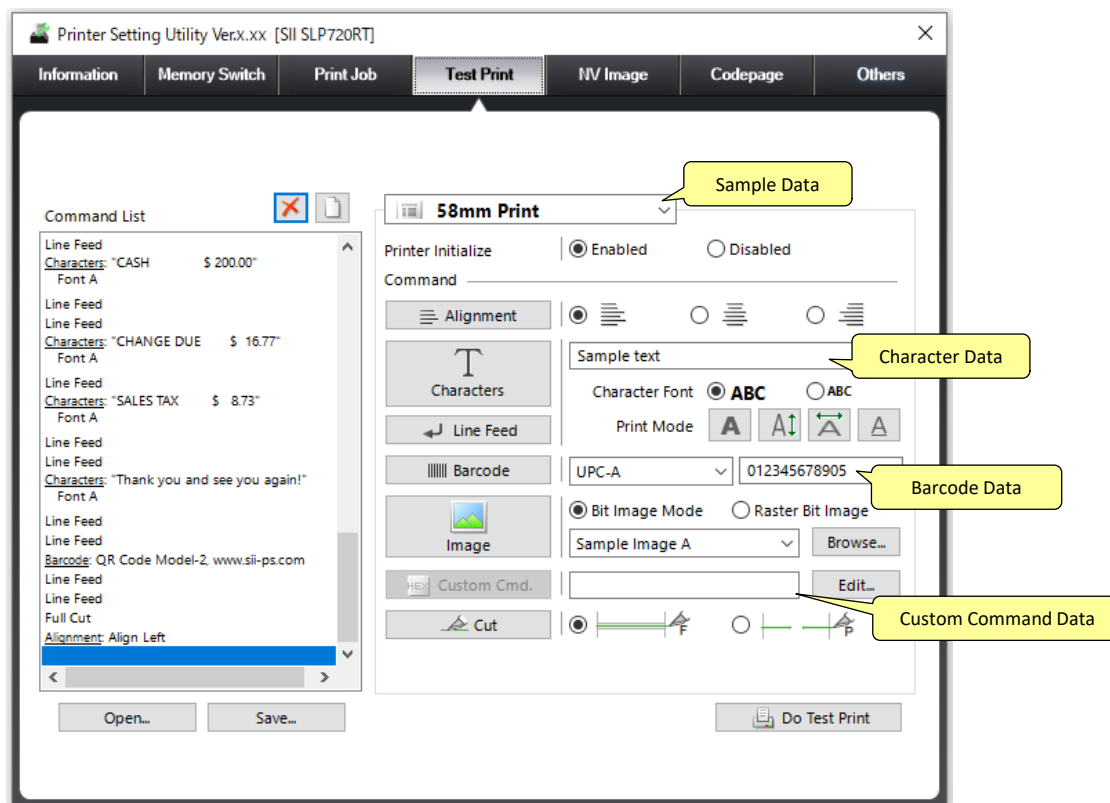 Printer Setting Utility Ver.x.xx [SII SLP720RT]
Information Memory Switch Print Job Test Print NV Image Codepage Others
Sample Data
Command List
58mm Print
Line Feed
Characters: "CASH $ 200.00"
Font A
Line Feed
Line Feed
Characters: "CHANGE DUE $ 16.77"
Font A
Line Feed
Characters: "SALES TAX $ 8.73"
Font A
Line Feed
Line Feed
Characters: "Thank you and see you again!"
Font A
Line Feed
Line Feed
Barcode: QR Code Model-2, www.sii-ps.com
Line Feed
Line Feed
Full Cut
Alignment: Align Left
Open... Save...
Printer Initialize Enabled Disabled
Command
Alignment
Characters
Sample text
Character Data
Character Font ABC ABC
Print Mode A A A A
Line Feed
Barcode UPC-A 012345678905
Barcode Data
Image
Bit Image Mode Raster Bit Image
Sample Image A Browse...
HEX Custom Cmd. Edit...
Custom Command Data
Cut F P
Do Test Print